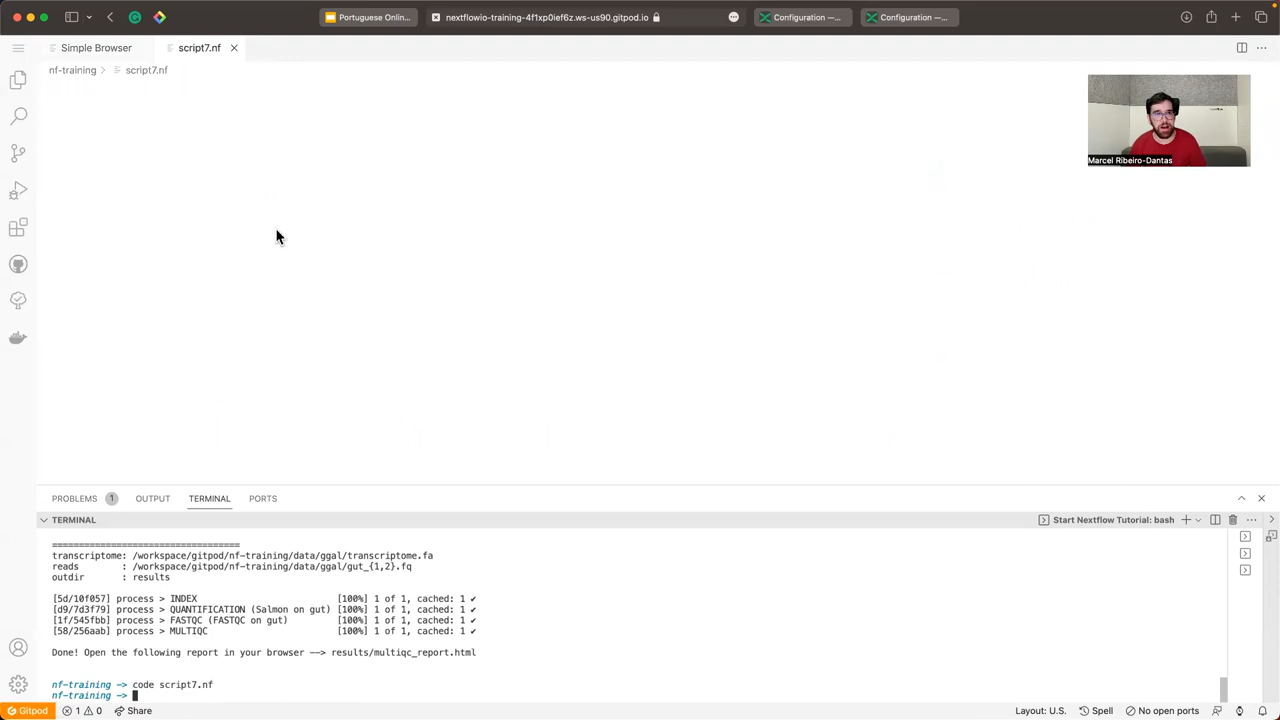 Portuguese Onlin...
nextflowio-training-4f1xp0ief6z.ws-us90.gitpod.io
Configuration —...
Configuration —...
Simple Browser
script7.nf
nf-training > script7.nf
Marcel Ribeiro-Dantas
PROBLEMS 1 OUTPUT TERMINAL PORTS
TERMINAL
Start Nextflow Tutorial: bash
===================================
transcriptome: /workspace/gitpod/nf-training/data/ggal/transcriptome.fa
reads        : /workspace/gitpod/nf-training/data/ggal/gut_{1,2}.fq
outdir       : results
[5d/10f057] process > INDEX                          [100%] 1 of 1, cached: 1 ✔
[d9/7d3f79] process > QUANTIFICATION (Salmon on gut) [100%] 1 of 1, cached: 1 ✔
[1f/545fbb] process > FASTQC (FASTQC on gut)         [100%] 1 of 1, cached: 1 ✔
[58/256aab] process > MULTIQC                        [100%] 1 of 1, cached: 1 ✔
Done! Open the following report in your browser --> results/multiqc_report.html
nf-training -> code script7.nf
nf-training ->
Gitpod 1 0 Share
Layout: U.S. Spell No open ports